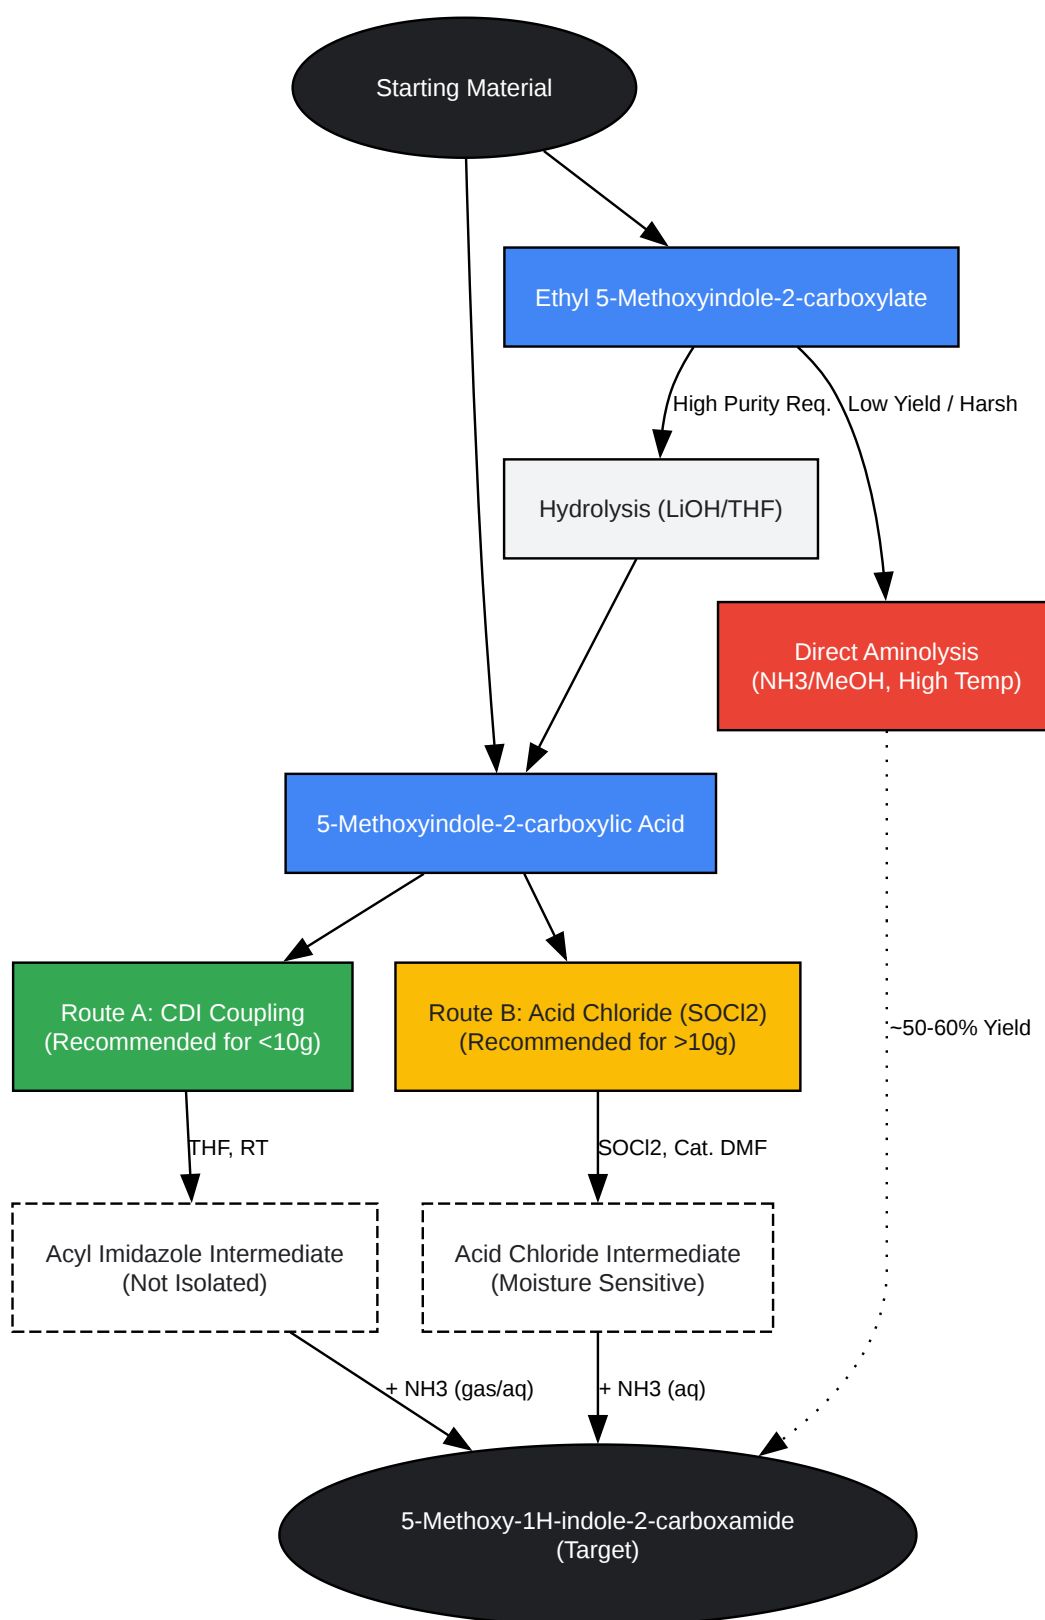 Starting Material
Ethyl 5-Methoxyindole-2-carboxylate
High Purity Req.
Low Yield / Harsh
Hydrolysis (LiOH/THF)
Direct Aminolysis
(NH3/MeOH, High Temp)
5-Methoxyindole-2-carboxylic Acid
Route A: CDI Coupling
(Recommended for <10g)
Route B: Acid Chloride (SOCl2)
(Recommended for >10g)
~50-60% Yield
THF, RT
SOCl2, Cat. DMF
Acyl Imidazole Intermediate
(Not Isolated)
Acid Chloride Intermediate
(Moisture Sensitive)
+ NH3 (gas/aq)
+ NH3 (aq)
5-Methoxy-1H-indole-2-carboxamide
(Target)